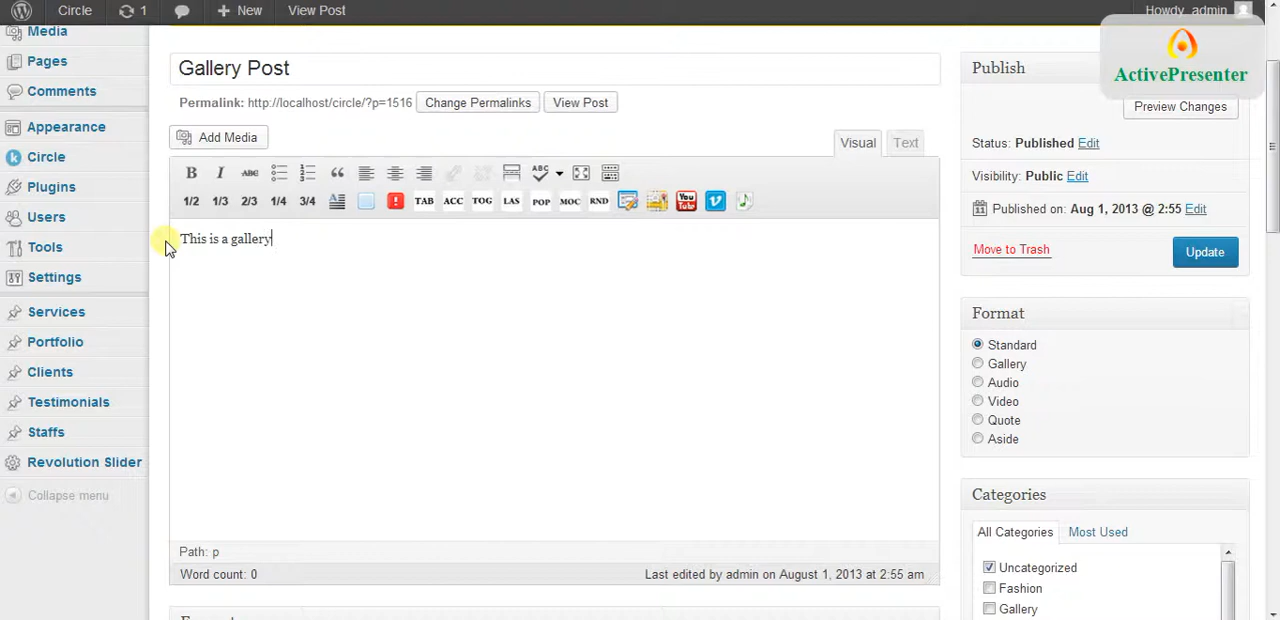 Circle 1 New View Post Howdy, admin
ActivePresenter
Media
Pages
Comments
Appearance
Circle
Plugins
Users
Tools
Settings
Services
Portfolio
Clients
Testimonials
Staffs
Revolution Slider
Collapse menu
Gallery Post
Permalink: http://localhost/circle/?p=1516 Change Permalinks View Post
Add Media
Visual Text
B I ABC ABC
1/2 1/3 2/3 1/4 3/4 TAB ACC TOG LAS POP MOC RND You Tube
This is a gallery
Path: p
Word count: 0 Last edited by admin on August 1, 2013 at 2:55 am
Publish
Preview Changes
Status: Published Edit
Visibility: Public Edit
Published on: Aug 1, 2013 @ 2:55 Edit
Move to Trash Update
Format
Standard
Gallery
Audio
Video
Quote
Aside
Categories
All Categories Most Used
Uncategorized
Fashion
Gallery